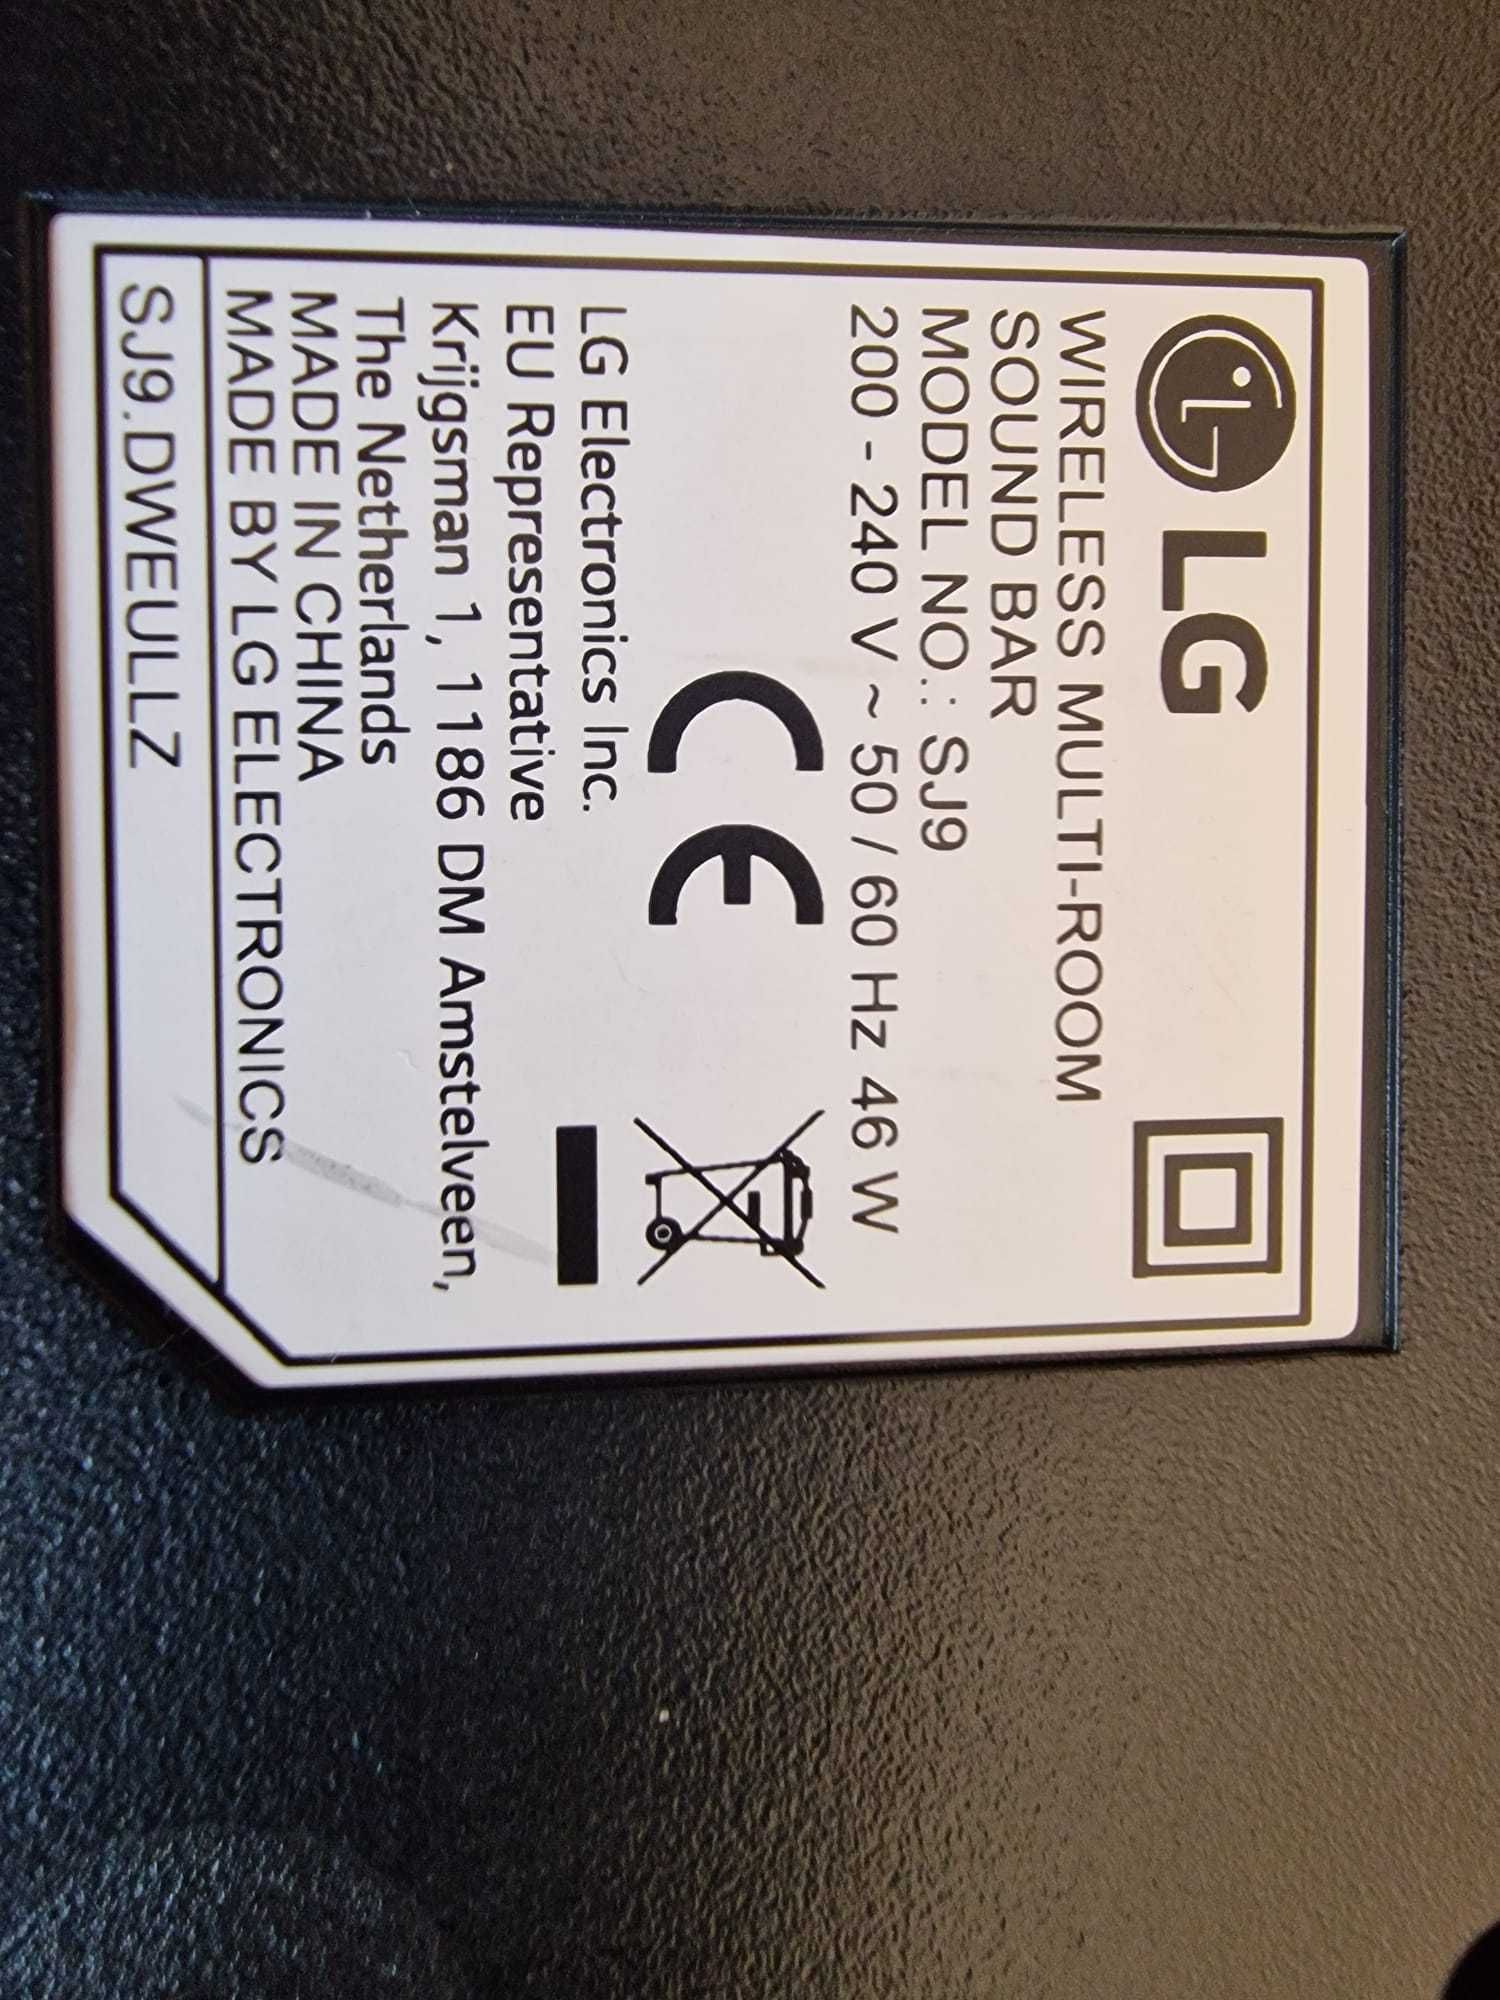 LG
WIRELESS MULTI-ROOM
SOUND BAR
MODEL NO.: SJ9
200 - 240 V ~ 50 / 60 Hz 46 W
CE
LG Electronics Inc.
EU Representative
Krijgsman 1, 1186 DM Amstelveen,
The Netherlands
MADE IN CHINA
MADE BY LG ELECTRONICS
SJ9.DWEULLZ